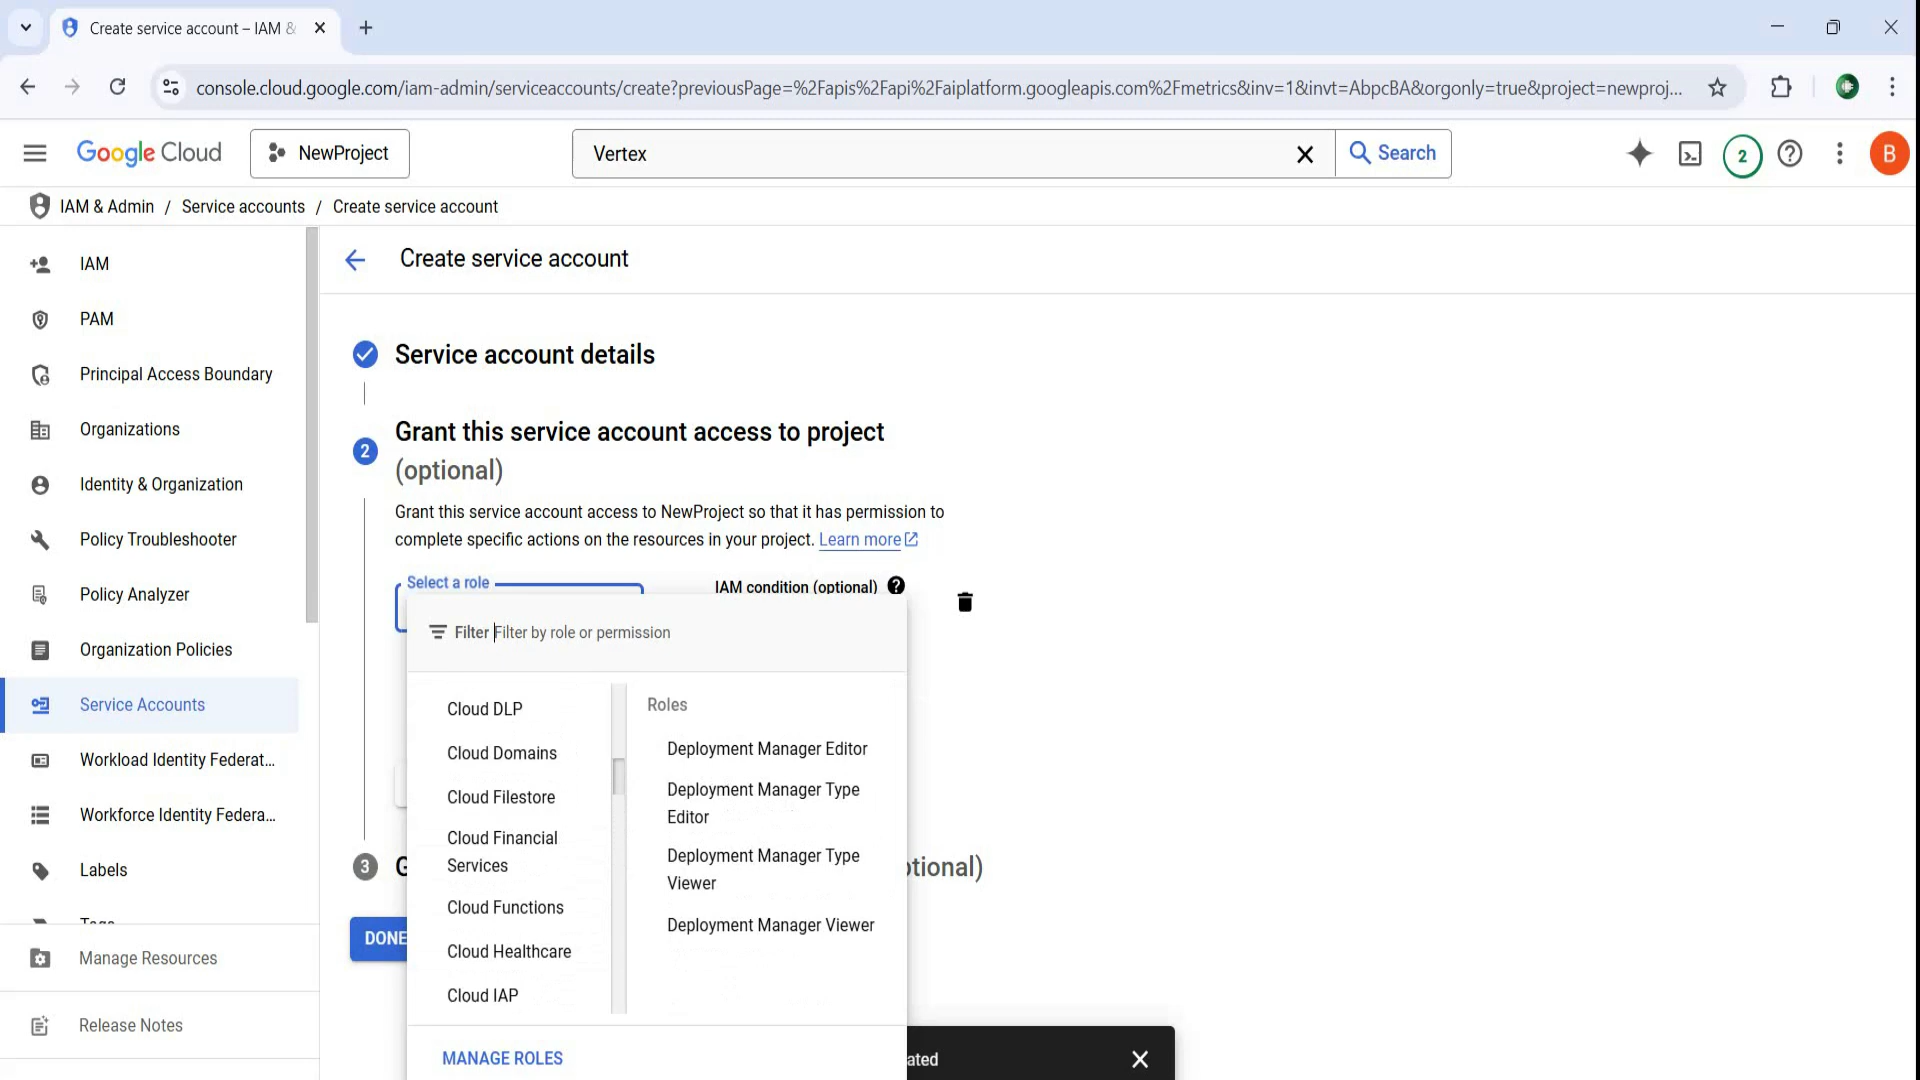 Create service account – IAM &
console.cloud.google.com/iam-admin/serviceaccounts/create?previousPage=%2Fapis%2Fapi%2Faiplatform.googleapis.com%2Fmetrics&inv=1&invt=AbpcBA&orgonly=true&project=newproj...
Google Cloud
NewProject
Vertex
Search
2
B
IAM & Admin / Service accounts / Create service account
IAM
PAM
Principal Access Boundary
Organizations
Identity & Organization
Policy Troubleshooter
Policy Analyzer
Organization Policies
Service Accounts
Workload Identity Federat...
Workforce Identity Federa...
Labels
Tags
Manage Resources
Release Notes
Create service account
Service account details
2
Grant this service account access to project
(optional)
Grant this service account access to NewProject so that it has permission to
complete specific actions on the resources in your project. Learn more
Select a role
IAM condition (optional)
Filter Filter by role or permission
Cloud DLP
Cloud Domains
Cloud Filestore
Cloud Financial
Services
Cloud Functions
Cloud Healthcare
Cloud IAP
Roles
Deployment Manager Editor
Deployment Manager Type
Editor
Deployment Manager Type
Viewer
Deployment Manager Viewer
MANAGE ROLES
3
G
tional)
DONE
ated